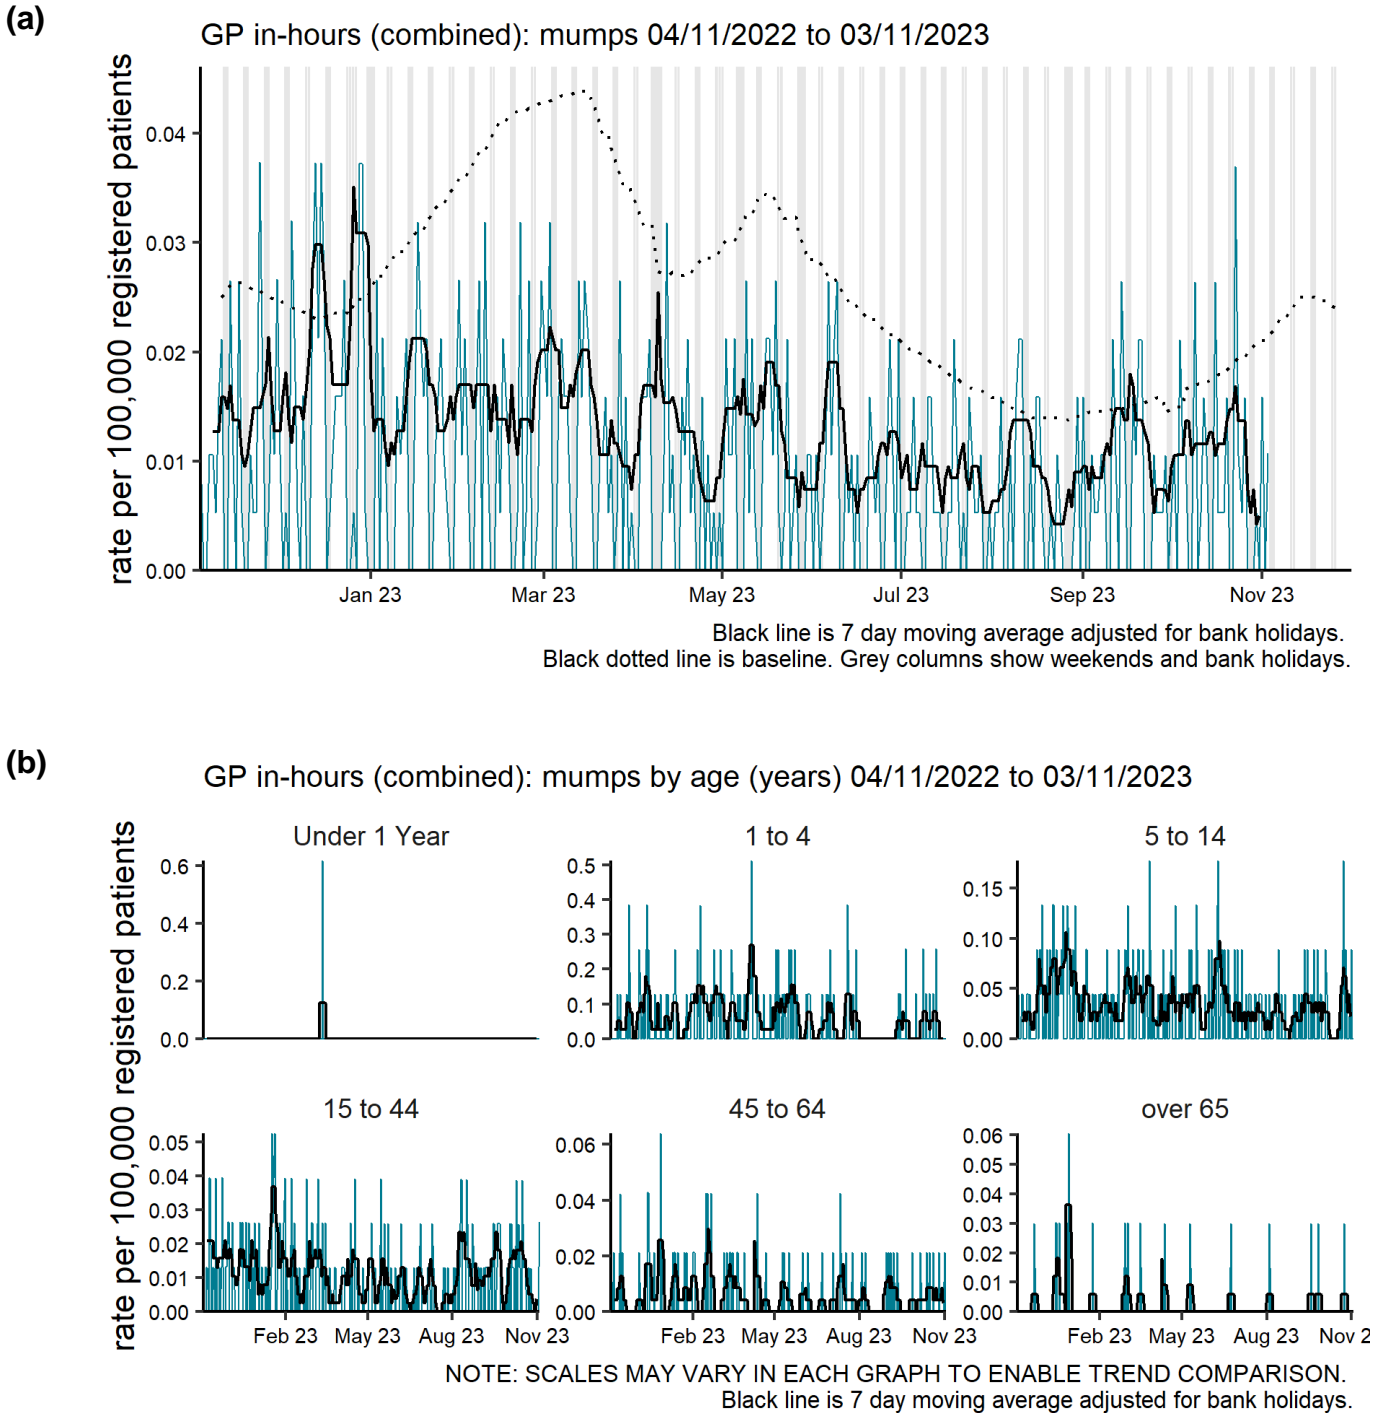 (a)
GP in-hours (combined): mumps 04/11/2022 to 03/11/2023
rate per 100,000 registered patients
0.04
0.03
0.02
0.01
0.00
Jan 23 Mar 23 May 23 Jul 23 Sep 23 Nov 23
Black line is 7 day moving average adjusted for bank holidays.
Black dotted line is baseline. Grey columns show weekends and bank holidays.
(b)
GP in-hours (combined): mumps by age (years) 04/11/2022 to 03/11/2023
rate per 100,000 registered patients
Under 1 Year
0.6
0.4
0.2
0.0
1 to 4
0.5
0.4
0.3
0.2
0.1
0.0
5 to 14
0.15
0.10
0.05
0.00
15 to 44
0.05
0.04
0.03
0.02
0.01
0.00
Feb 23 May 23 Aug 23 Nov 23
45 to 64
0.06
0.04
0.02
0.00
Feb 23 May 23 Aug 23 Nov 23
over 65
0.06
0.05
0.04
0.03
0.02
0.01
0.00
Feb 23 May 23 Aug 23 Nov 2
NOTE: SCALES MAY VARY IN EACH GRAPH TO ENABLE TREND COMPARISON.
Black line is 7 day moving average adjusted for bank holidays.